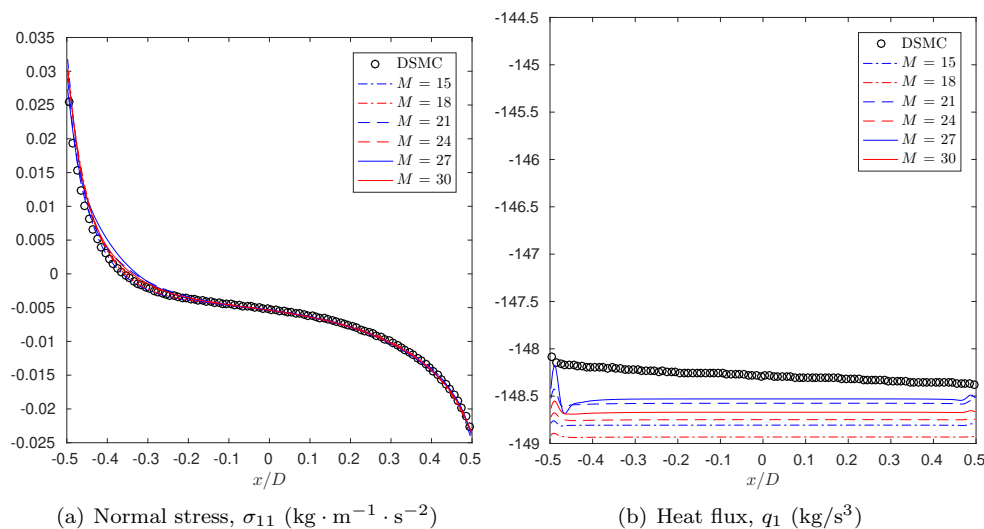 0.035
0.03
0.025
0.02
0.015
0.01
0.005
0
-0.005
-0.01
-0.015
-0.02
-0.025
-0.5 -0.4 -0.3 -0.2 -0.1 0 0.1 0.2 0.3 0.4 0.5
x/D
DSMC
M = 15
M = 18
M = 21
M = 24
M = 27
M = 30
(a) Normal stress, σ₁₁ (kg · m⁻¹ · s⁻²)
-144.5
-145
-145.5
-146
-146.5
-147
-147.5
-148
-148.5
-149
-0.5 -0.4 -0.3 -0.2 -0.1 0 0.1 0.2 0.3 0.4 0.5
x/D
DSMC
M = 15
M = 18
M = 21
M = 24
M = 27
M = 30
(b) Heat flux, q₁ (kg/s³)